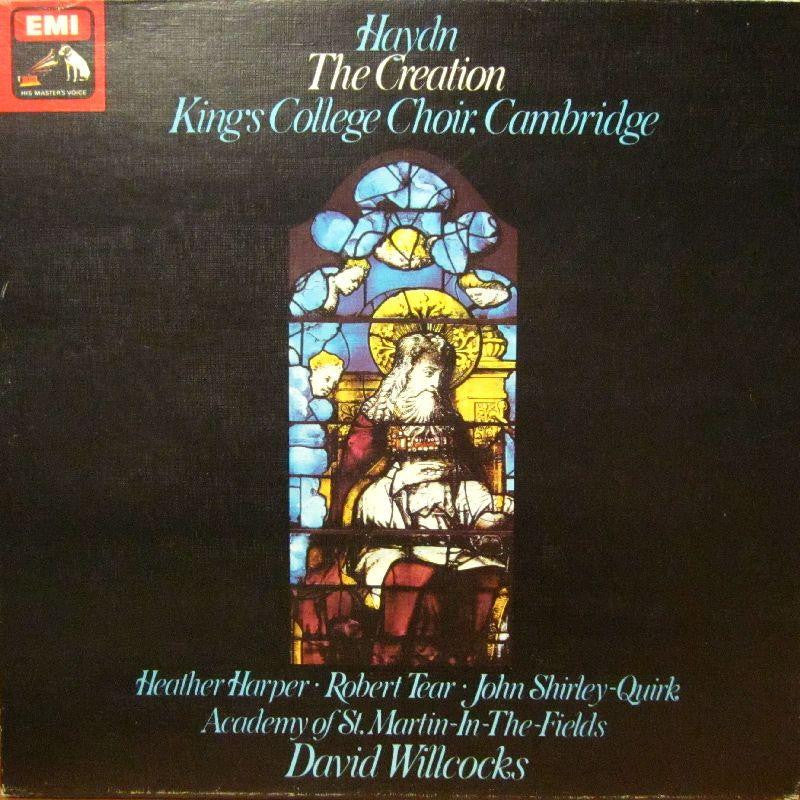 EMI
HIS MASTER'S VOICE
Haydn
The Creation
King's College Choir, Cambridge
Heather Harper · Robert Tear · John Shirley-Quirk
Academy of St. Martin-In-The-Fields
David Willcocks